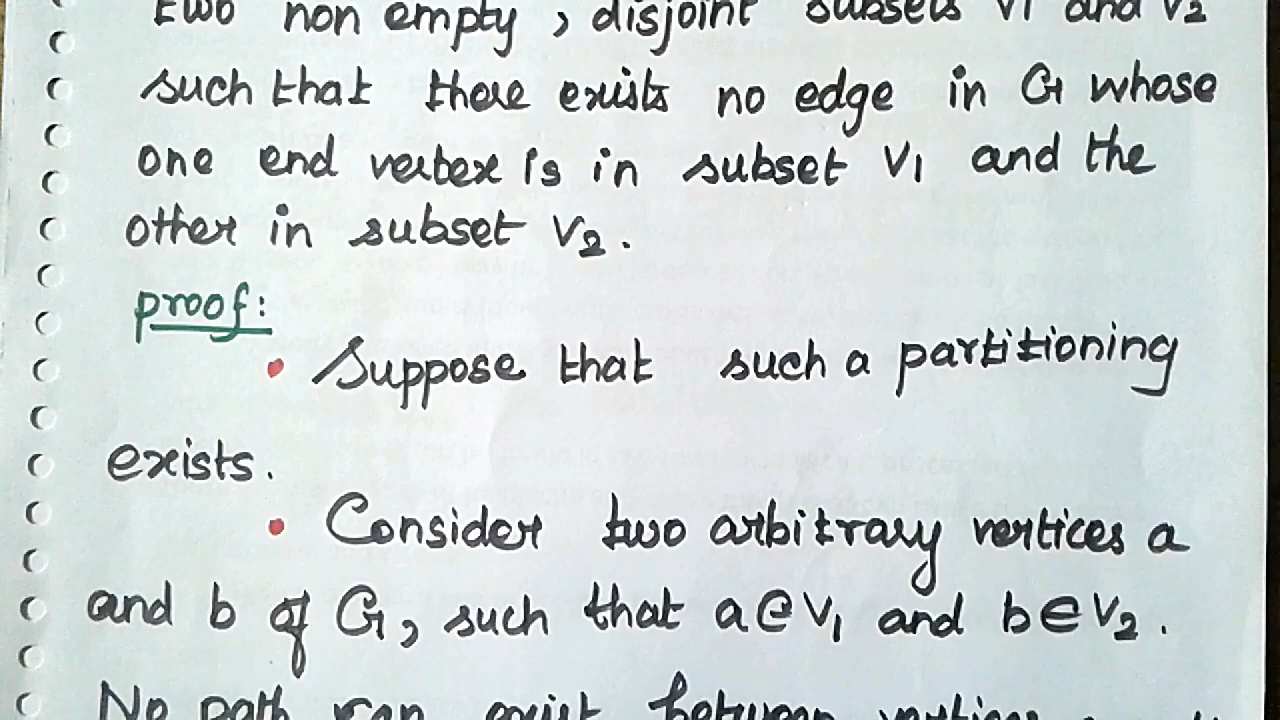 two non empty, disjoint subsets V1 and V2
such that there exists no edge in G whose
one end vertex is in subset V1 and the
other in subset V2.
proof:
• Suppose that such a partitioning
exists.
• Consider two arbitrary vertices a
and b of G, such that a∈V1 and b∈V2.
No path can exist between vertices